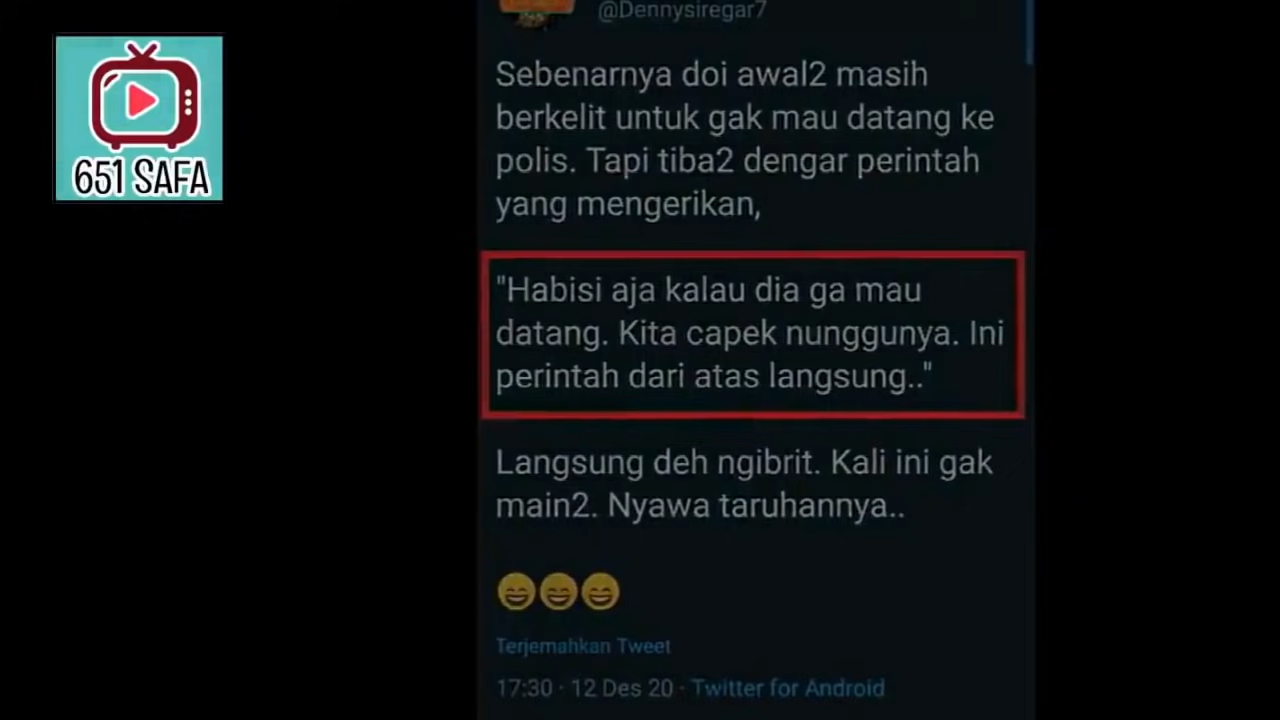 651 SAFA
@Dennysiregar7
Sebenarnya doi awal2 masih
berkelit untuk gak mau datang ke
polis. Tapi tiba2 dengar perintah
yang mengerikan,
"Habisi aja kalau dia ga mau
datang. Kita capek nunggunya. Ini
perintah dari atas langsung.."
Langsung deh ngibrit. Kali ini gak
main2. Nyawa taruhannya..
😄😄😄
Terjemahkan Tweet
17:30 · 12 Des 20 · Twitter for Android